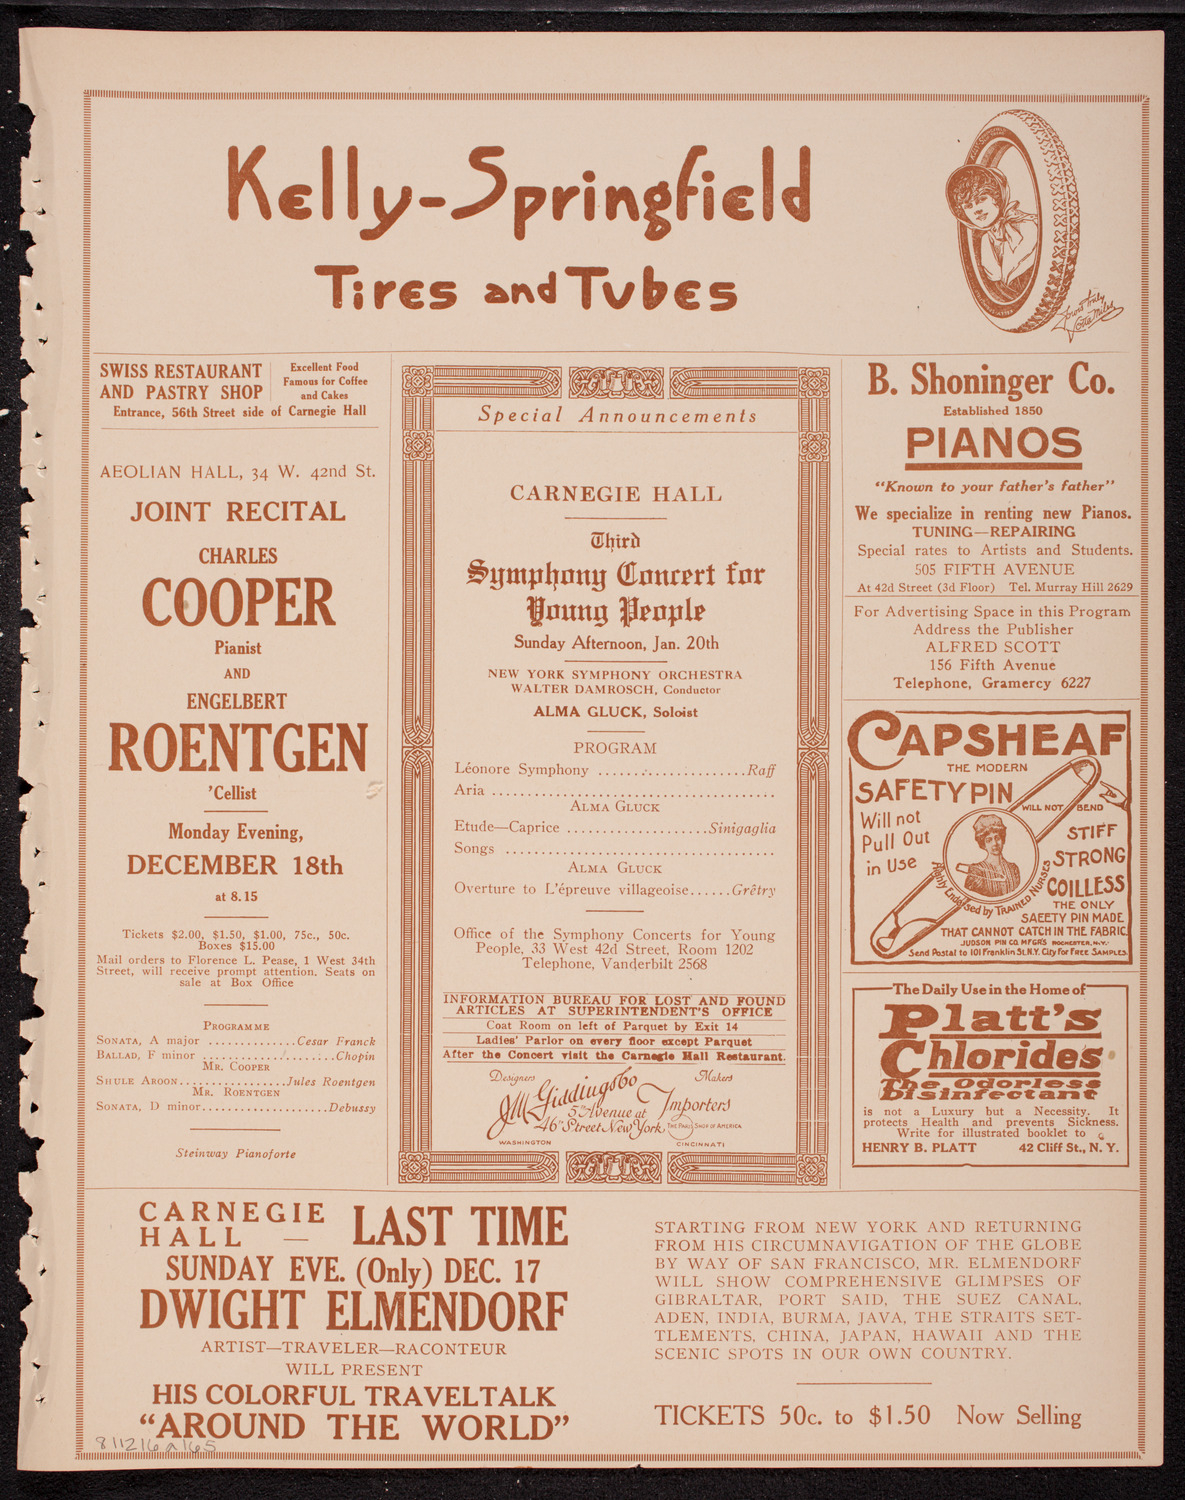 Kelly-Springfield
Tires and Tubes
Yours truly
Lotta Miles
SWISS RESTAURANT
AND PASTRY SHOP
Excellent Food
Famous for Coffee
and Cakes
Entrance, 56th Street side of Carnegie Hall
AEOLIAN HALL, 34 W. 42nd St.
JOINT RECITAL
CHARLES
COOPER
Pianist
AND
ENGELBERT
ROENTGEN
'Cellist
Monday Evening,
DECEMBER 18th
at 8.15
Tickets $2.00, $1.50, $1.00, 75c., 50c.
Boxes $15.00
Mail orders to Florence L. Pease, 1 West 34th
Street, will receive prompt attention. Seats on
sale at Box Office
PROGRAMME
SONATA, A major ..............Cesar Franck
BALLAD, F minor .....................Chopin
MR. COOPER
SHULE AROON.................Jules Roentgen
MR. ROENTGEN
SONATA, D minor....................Debussy
Steinway Pianoforte
Special Announcements
CARNEGIE HALL
Third
Symphony Concert for
Young People
Sunday Afternoon, Jan. 20th
NEW YORK SYMPHONY ORCHESTRA
WALTER DAMROSCH, Conductor
ALMA GLUCK, Soloist
PROGRAM
Léonore Symphony ......................Raff
Aria ........................................
ALMA GLUCK
Etude—Caprice ....................Sinigaglia
Songs ......................................
ALMA GLUCK
Overture to L'épreuve villageoise......Grêtry
Office of the Symphony Concerts for Young
People, 33 West 42d Street, Room 1202
Telephone, Vanderbilt 2568
INFORMATION BUREAU FOR LOST AND FOUND
ARTICLES AT SUPERINTENDENT'S OFFICE
Coat Room on left of Parquet by Exit 14
Ladies' Parlor on every floor except Parquet
After the Concert visit the Carnegie Hall Restaurant.
Designers Makers
J.M. Gidding & Co
Importers
5th Avenue at
46th Street New York
THE PARIS SHOP OF AMERICA
WASHINGTON CINCINNATI
B. Shoninger Co.
Established 1850
PIANOS
"Known to your father's father"
We specialize in renting new Pianos.
TUNING—REPAIRING
Special rates to Artists and Students.
505 FIFTH AVENUE
At 42d Street (3d Floor) Tel. Murray Hill 2629
For Advertising Space in this Program
Address the Publisher
ALFRED SCOTT
156 Fifth Avenue
Telephone, Gramercy 6227
CAPSHEAF
THE MODERN
SAFETY PIN
WILL NOT BEND
Will not
Pull Out
in Use
STIFF
STRONG
COILLESS
Highly Endorsed by TRAINED NURSES
THE ONLY
SAFETY PIN MADE
THAT CANNOT CATCH IN THE FABRIC.
JUDSON PIN CO. MFGRS ROCHESTER, N.Y.
Send Postal to 101 Franklin St. N.Y. City for FREE SAMPLES
The Daily Use in the Home of
Platt's
Chlorides
The Odorless
Disinfectant
is not a Luxury but a Necessity. It
protects Health and prevents Sickness.
Write for illustrated booklet to
HENRY B. PLATT 42 Cliff St., N. Y.
CARNEGIE
HALL —
LAST TIME
SUNDAY EVE. (Only) DEC. 17
DWIGHT ELMENDORF
ARTIST—TRAVELER—RACONTEUR
WILL PRESENT
HIS COLORFUL TRAVELTALK
"AROUND THE WORLD"
STARTING FROM NEW YORK AND RETURNING
FROM HIS CIRCUMNAVIGATION OF THE GLOBE
BY WAY OF SAN FRANCISCO, MR. ELMENDORF
WILL SHOW COMPREHENSIVE GLIMPSES OF
GIBRALTAR, PORT SAID, THE SUEZ CANAL,
ADEN, INDIA, BURMA, JAVA, THE STRAITS SET-
TLEMENTS, CHINA, JAPAN, HAWAII AND THE
SCENIC SPOTS IN OUR OWN COUNTRY.
TICKETS 50c. to $1.50 Now Selling